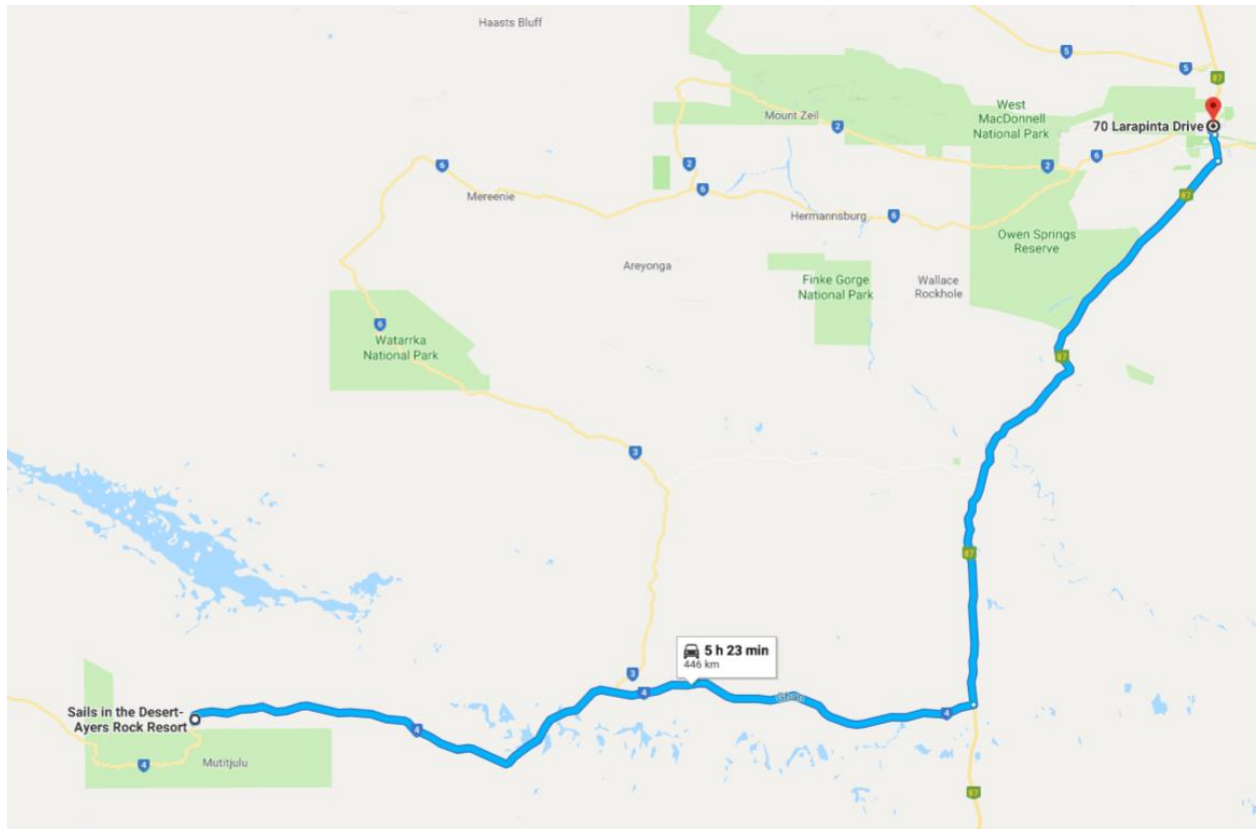 Haasts Bluff
5
5
87
West
MacDonnell
National Park
Mount Zeil
2
70 Larapinta Drive
6
2
2
6
6
87
Mereenie
Hermannsburg
6
Owen Springs
Reserve
Areyonga
Finke Gorge
National Park
Wallace
Rockhole
6
Watarrka
National Park
87
3
87
5 h 23 min
446 km
3
4
4
Sails in the Desert-
Ayers Rock Resort
4
Mutitjulu
4
87